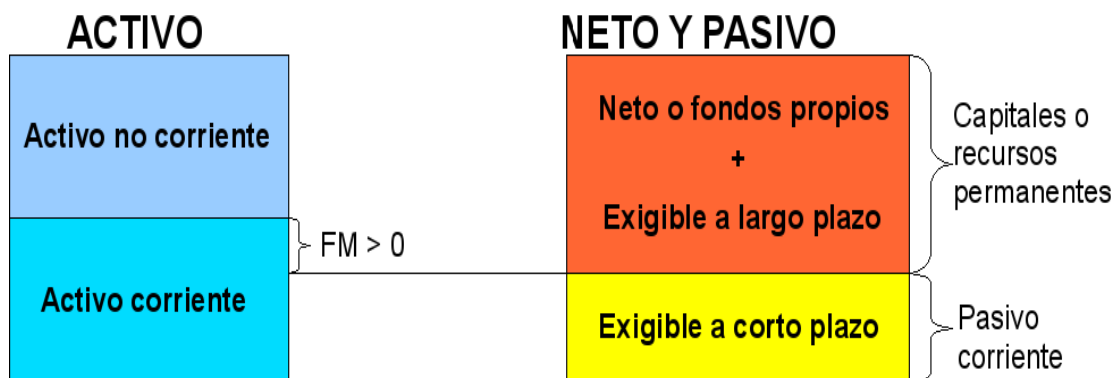 ACTIVO
NETO Y PASIVO
Activo no corriente
Neto o fondos propios
+
Exigible a largo plazo
Capitales o
recursos
permanentes
FM > 0
Activo corriente
Exigible a corto plazo
Pasivo
corriente